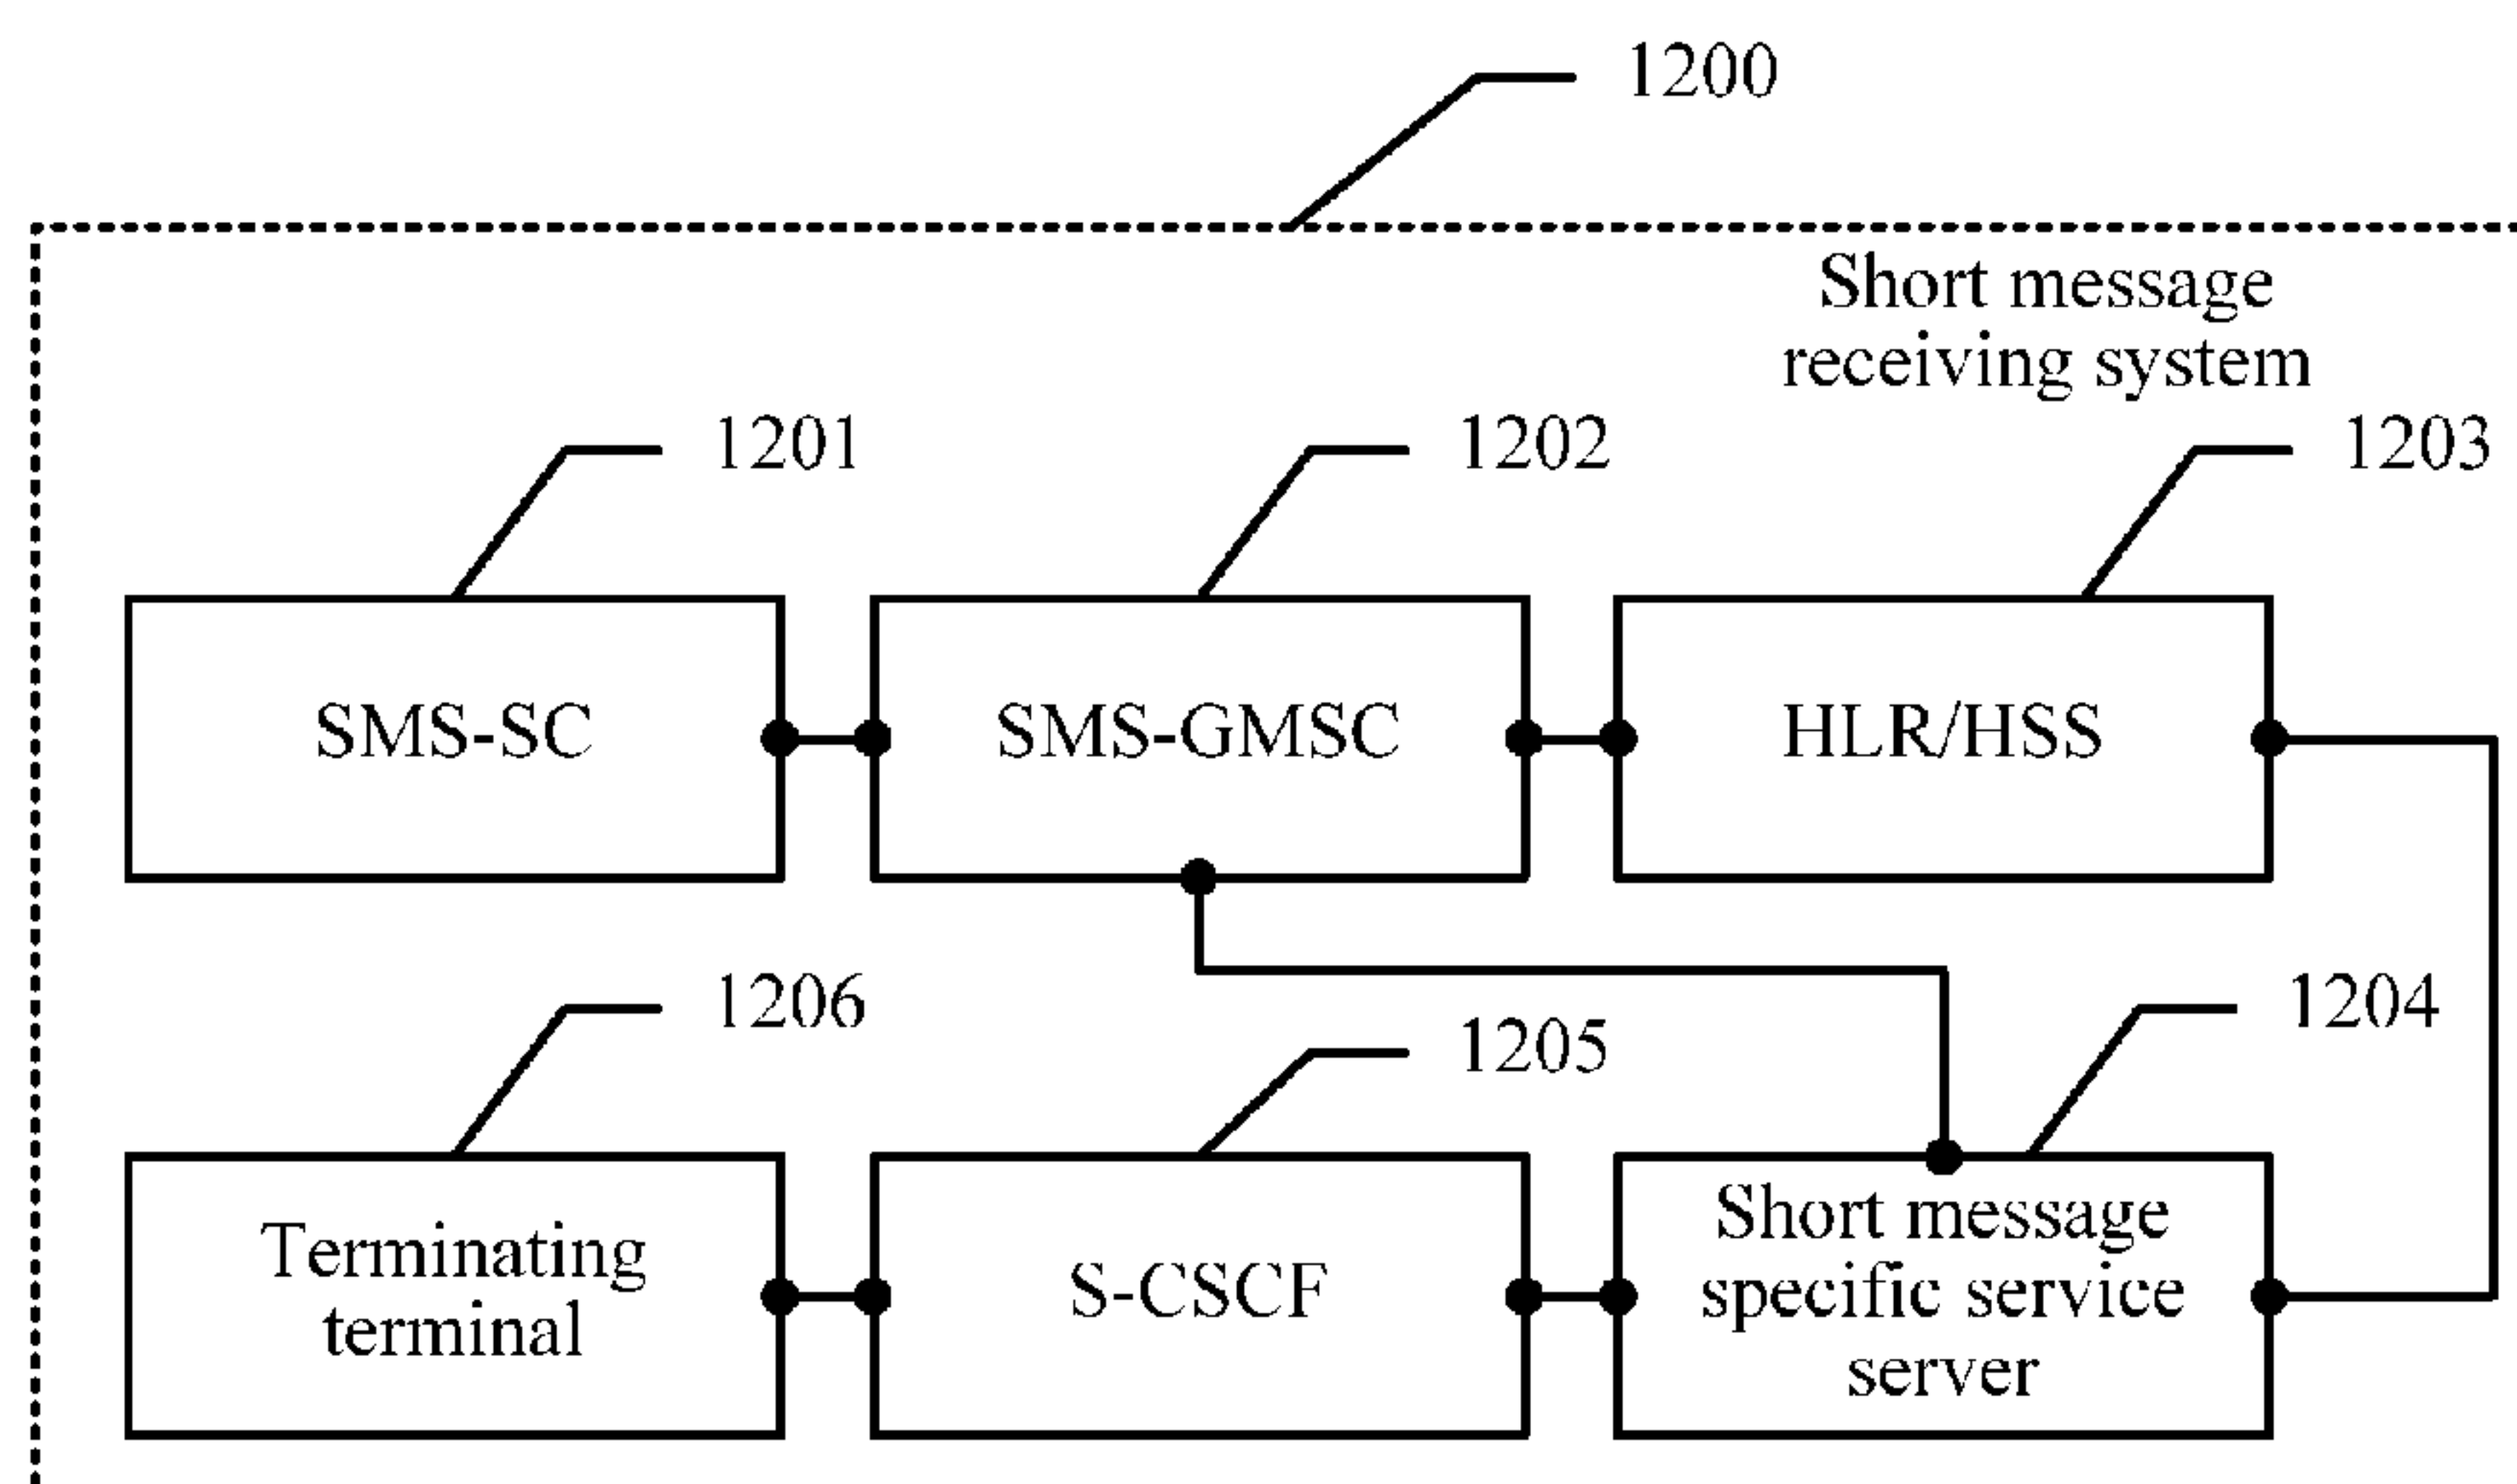 1200
Short message
receiving system
1201
1202
1203
SMS-SC
SMS-GMSC
HLR/HSS
1206
1205
1204
Terminating
terminal
S-CSCF
Short message
specific service
server